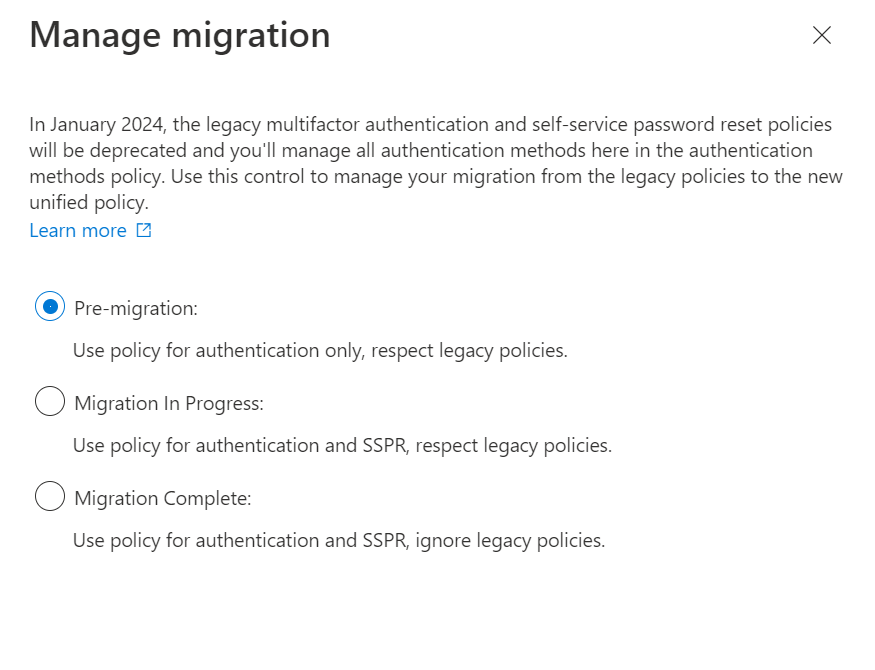 Manage migration
In January 2024, the legacy multifactor authentication and self-service password reset policies
will be deprecated and you'll manage all authentication methods here in the authentication
methods policy. Use this control to manage your migration from the legacy policies to the new
unified policy.
Learn more
Pre-migration:
Use policy for authentication only, respect legacy policies.
Migration In Progress:
Use policy for authentication and SSPR, respect legacy policies.
Migration Complete:
Use policy for authentication and SSPR, ignore legacy policies.